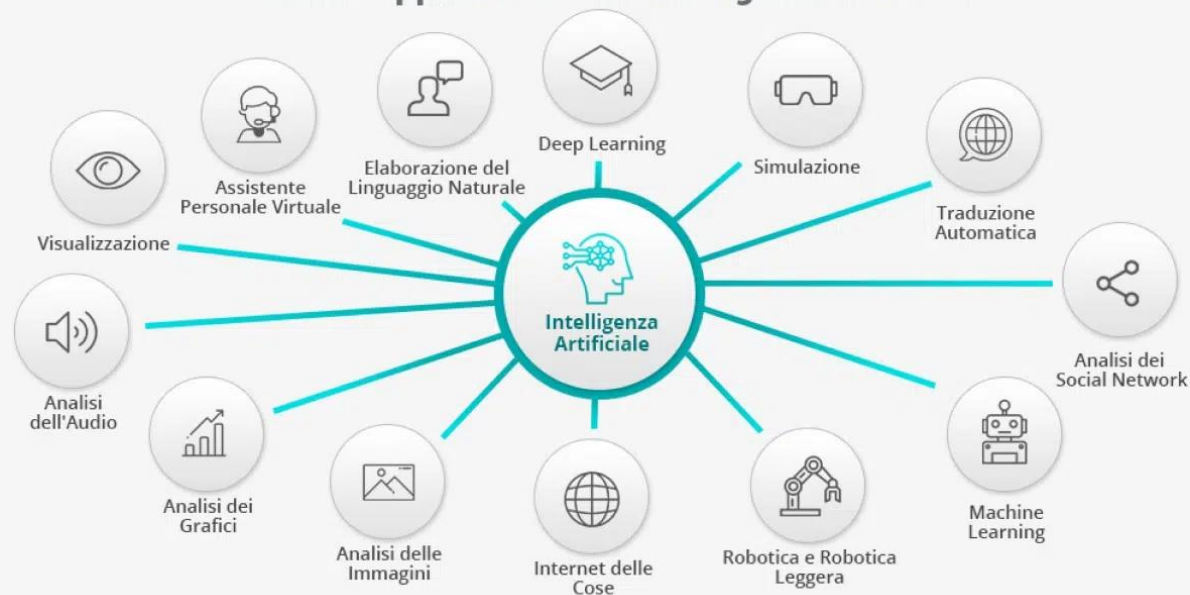 Deep Learning
Elaborazione del
Linguaggio Naturale
Simulazione
Assistente
Personale Virtuale
Traduzione
Automatica
Visualizzazione
Intelligenza
Artificiale
Analisi dei
Social Network
Analisi
dell'Audio
Analisi dei
Grafici
Machine
Learning
Analisi delle
Immagini
Internet delle
Cose
Robotica e Robotica
Leggera